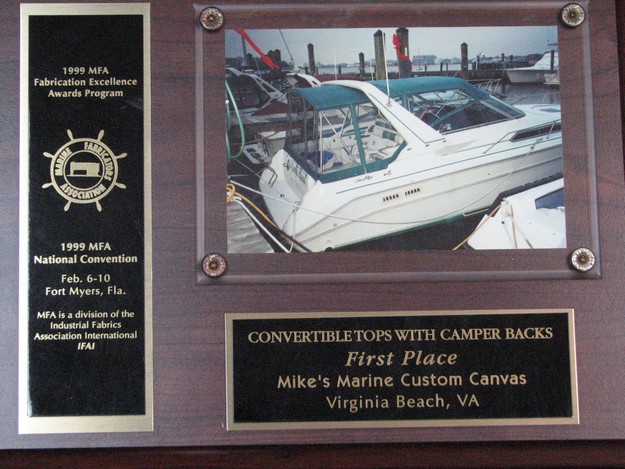 1999 MFA
Fabrication Excellence
Awards Program
MARINE FABRICATORS
ASSOCIATION
1999 MFA
National Convention
Feb. 6-10
Fort Myers, Fla.
MFA is a division of the
Industrial Fabrics
Association International
IFAI
CONVERTIBLE TOPS WITH CAMPER BACKS
First Place
Mike's Marine Custom Canvas
Virginia Beach, VA